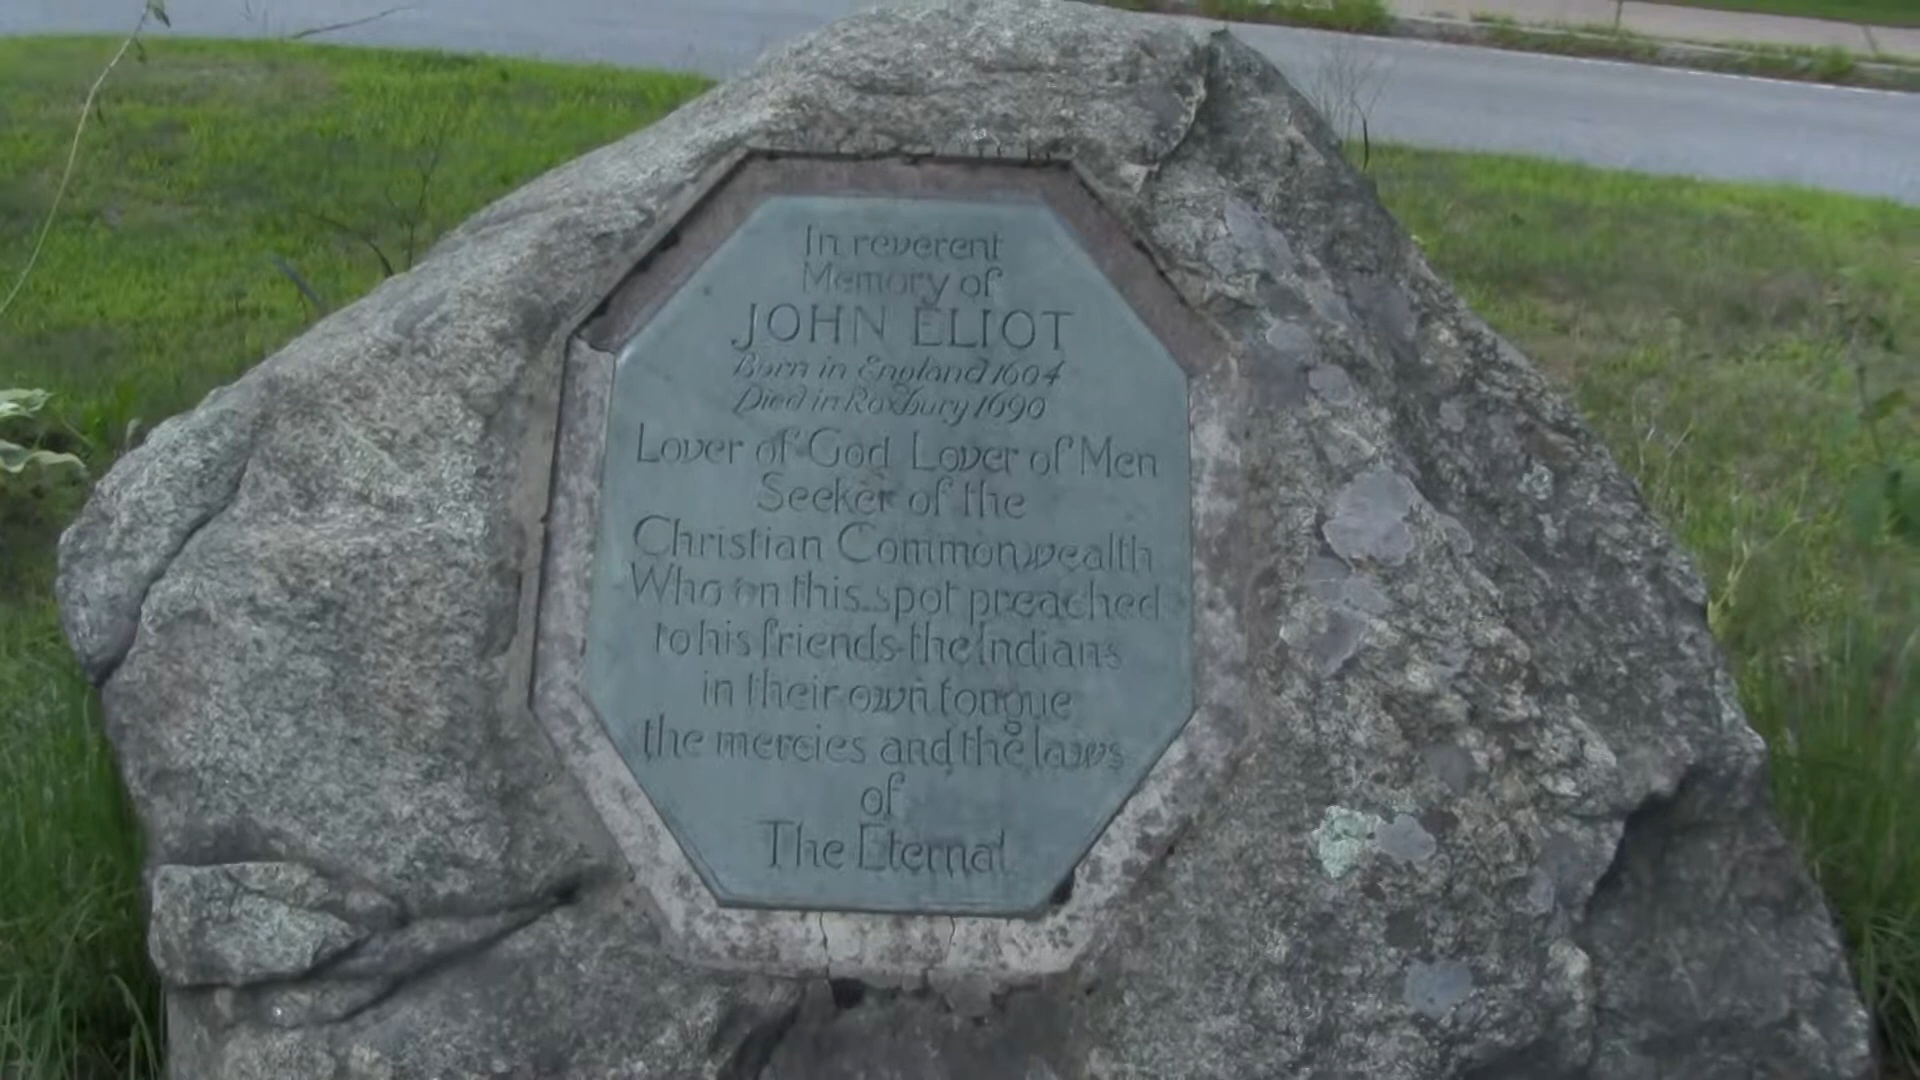 In reverent
Memory of
JOHN ELIOT
Born in England 1604
Died in Roxbury 1690
Lover of God Lover of Men
Seeker of the
Christian Commonwealth
Who on this spot preached
to his friends the Indians
in their own tongue
the mercies and the laws
of
The Eternal